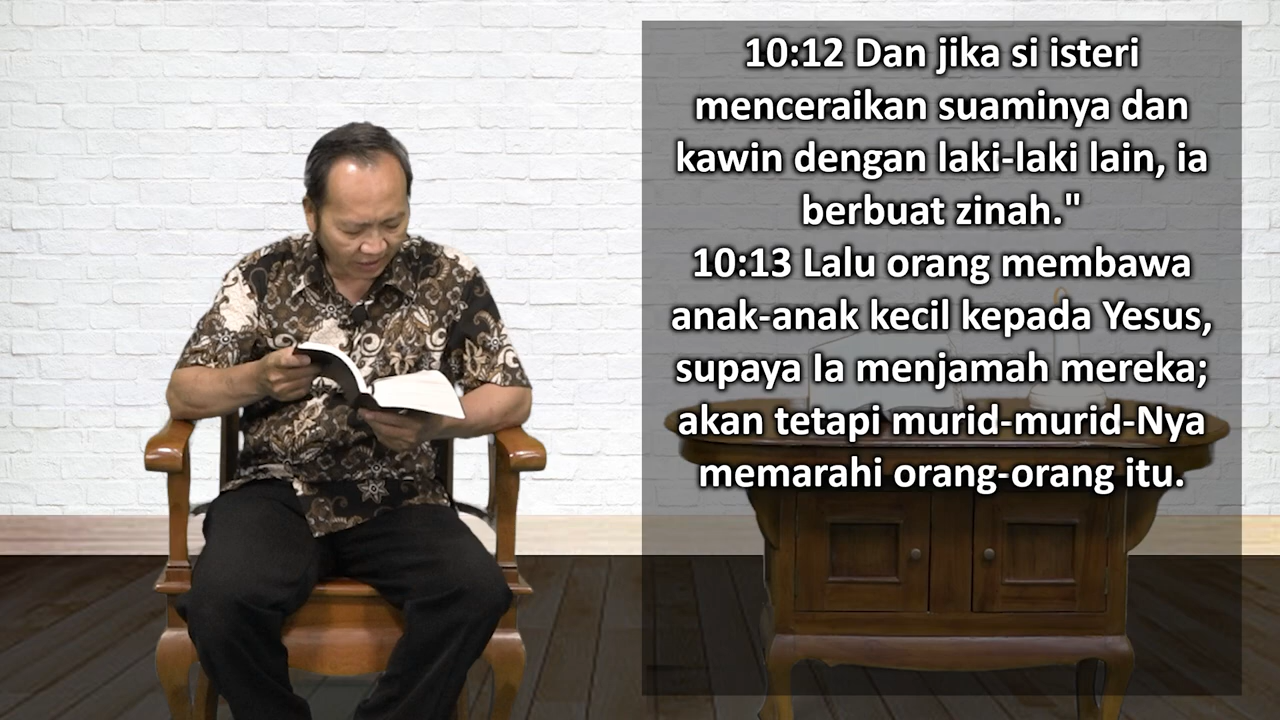 10:12 Dan jika si isteri
menceraikan suaminya dan
kawin dengan laki-laki lain, ia
berbuat zinah."
10:13 Lalu orang membawa
anak-anak kecil kepada Yesus,
supaya Ia menjamah mereka;
akan tetapi murid-murid-Nya
memarahi orang-orang itu.